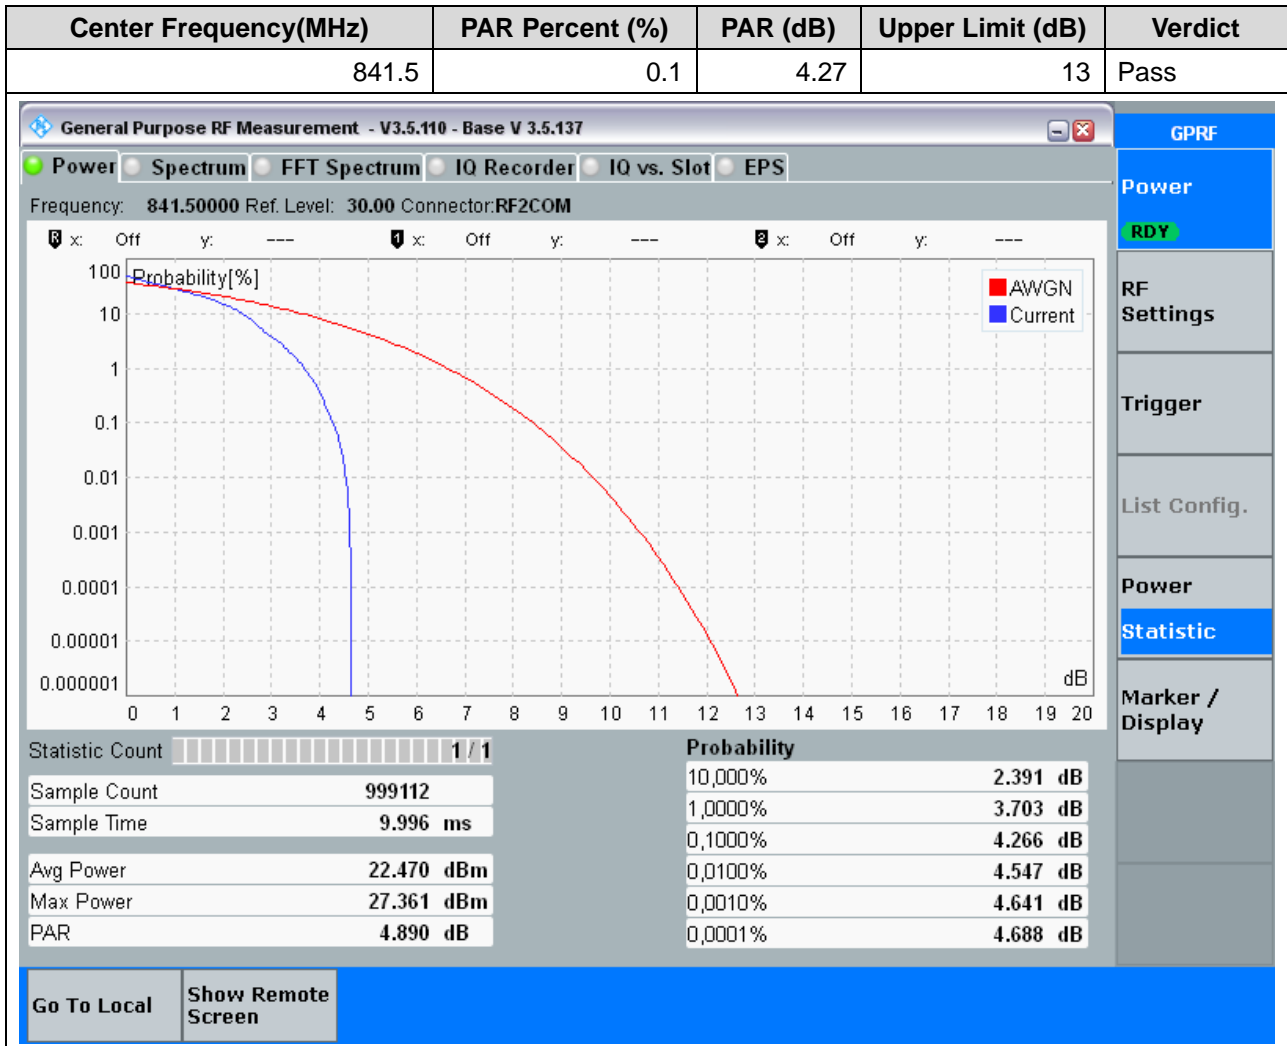 Center Frequency(MHz) PAR Percent (%) PAR (dB) Upper Limit (dB) Verdict
841.5 0.1 4.27 13 Pass
General Purpose RF Measurement - V3.5.110 - Base V 3.5.137
GPRF
Power Spectrum FFT Spectrum IQ Recorder IQ vs. Slot EPS
Power
RDY
Frequency: 841.50000 Ref. Level: 30.00 Connector:RF2COM
R x: Off y: --- 1 x: Off y: --- 2 x: Off y: ---
Probability[%]
AWGN
Current
100
10
1
0.1
0.01
0.001
0.0001
0.00001
0.000001
dB
0 1 2 3 4 5 6 7 8 9 10 11 12 13 14 15 16 17 18 19 20
RF
Settings
Trigger
List Config.
Power
Statistic
Marker /
Display
Statistic Count 1 / 1
Sample Count 999112
Sample Time 9.996 ms
Avg Power 22.470 dBm
Max Power 27.361 dBm
PAR 4.890 dB
Probability
10,000% 2.391 dB
1,0000% 3.703 dB
0,1000% 4.266 dB
0,0100% 4.547 dB
0,0010% 4.641 dB
0,0001% 4.688 dB
Go To Local
Show Remote
Screen